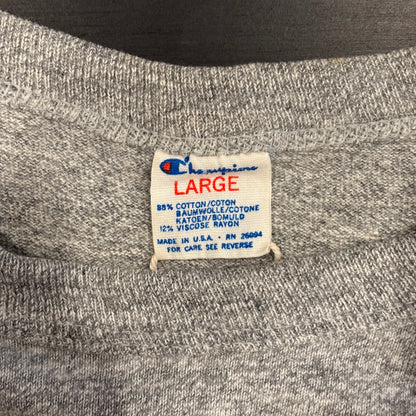 Champion
LARGE
88% COTTON/COTON
BAUMWOLLE/COTONE
KATOEN/BOMULD
12% VISCOSE RAYON
MADE IN U.S.A. • RN 26094
FOR CARE SEE REVERSE